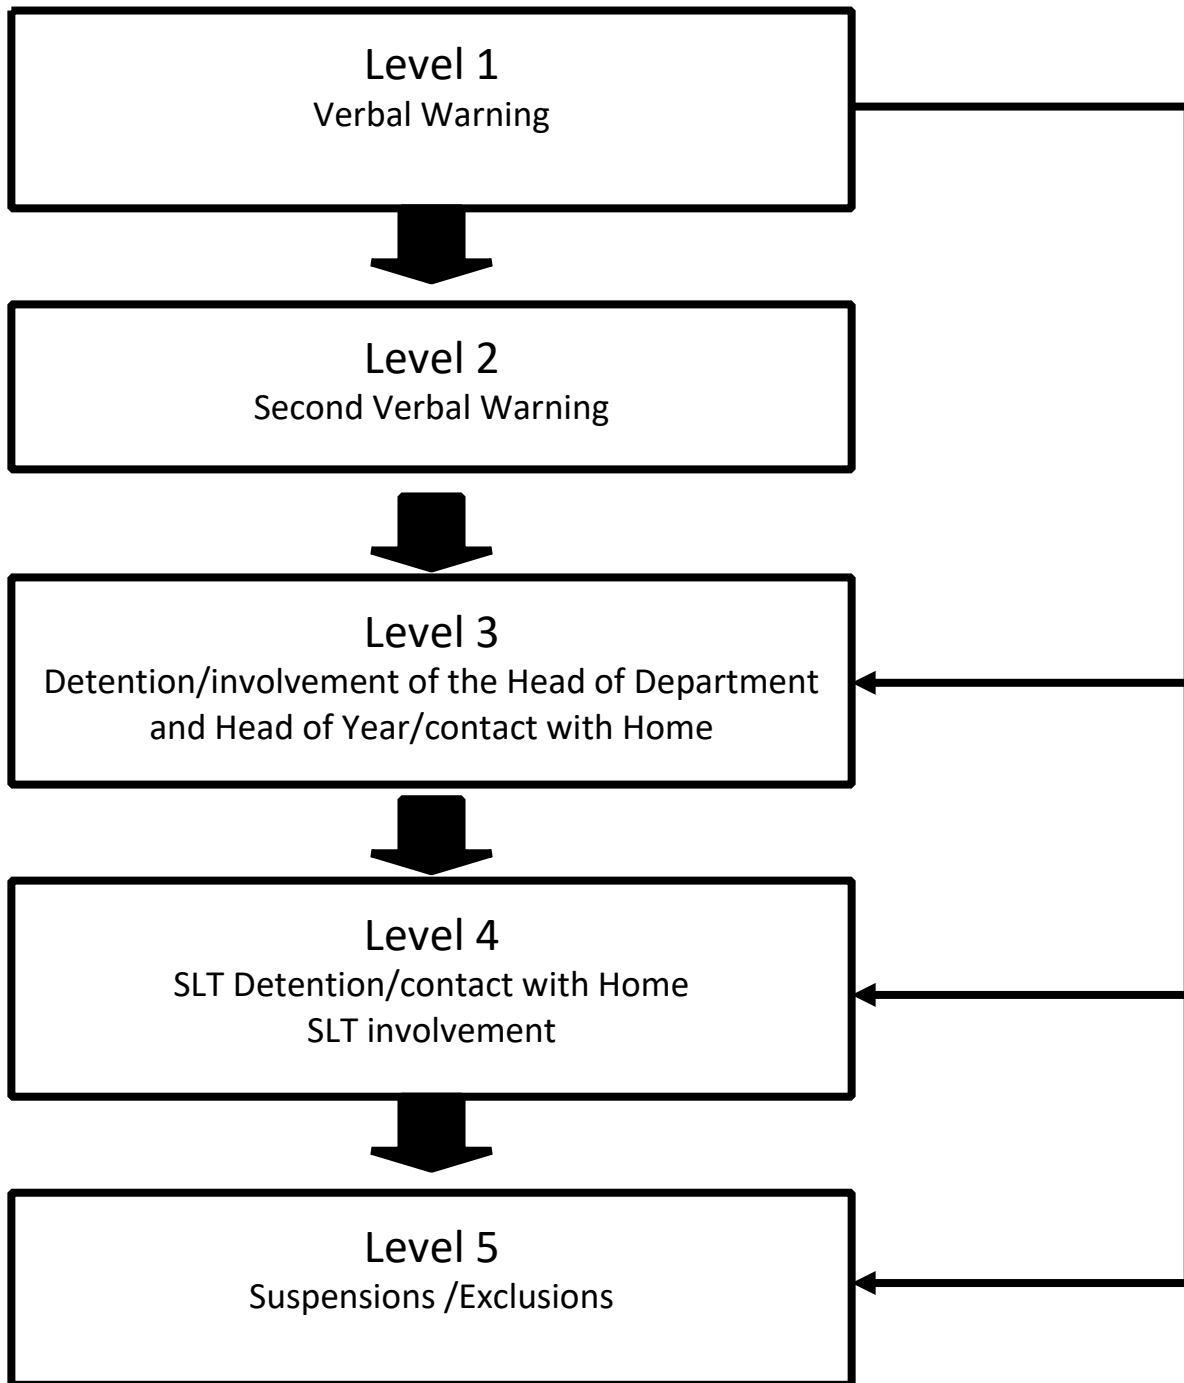 Level 1
Verbal Warning
Level 2
Second Verbal Warning
Level 3
Detention/involvement of the Head of Department
and Head of Year/contact with Home
Level 4
SLT Detention/contact with Home
SLT involvement
Level 5
Suspensions /Exclusions